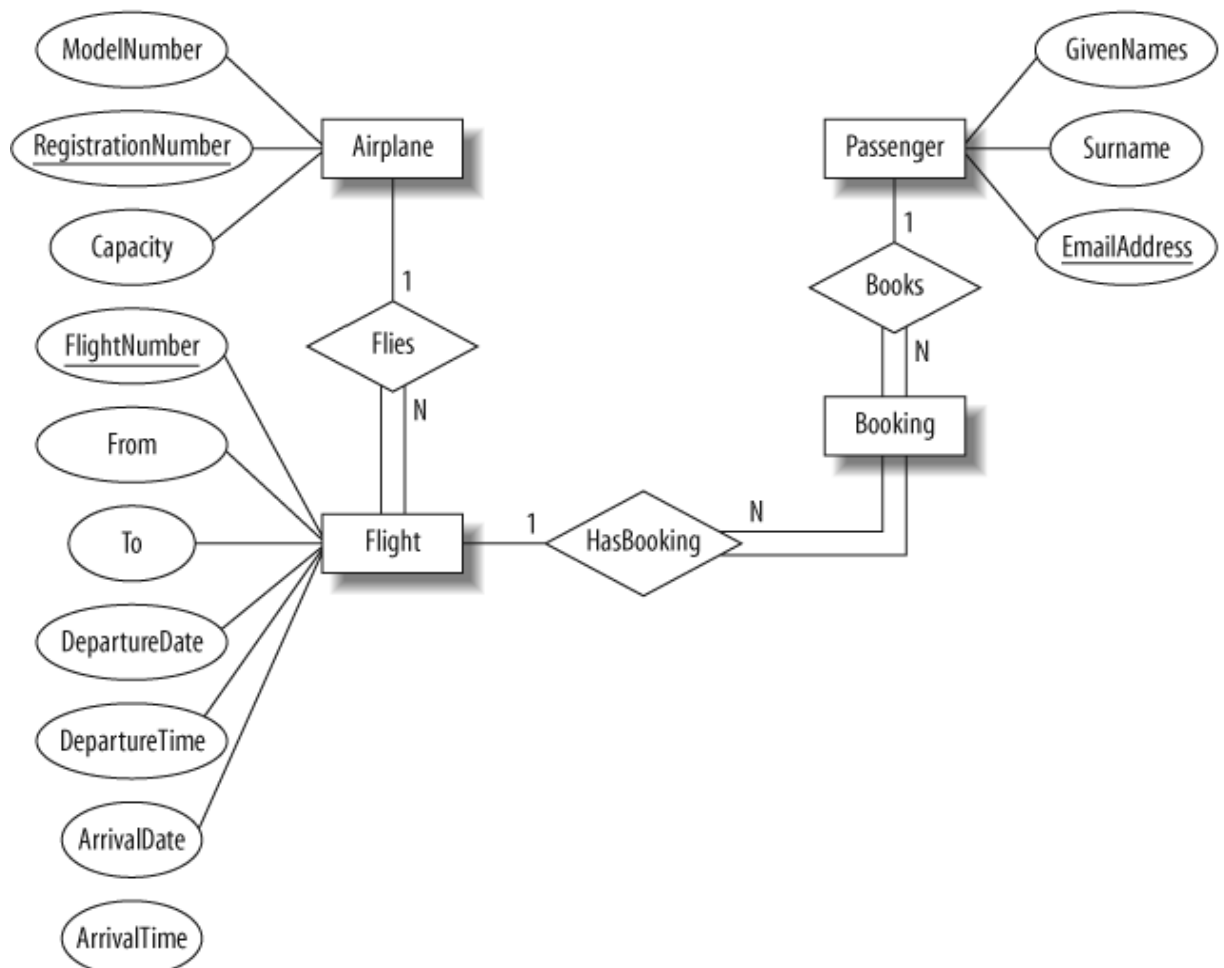 ModelNumber
RegistrationNumber
Capacity
Airplane
1
Flies
N
FlightNumber
From
To
DepartureDate
DepartureTime
ArrivalDate
ArrivalTime
Flight
1
HasBooking
N
Passenger
GivenNames
Surname
EmailAddress
1
Books
N
Booking